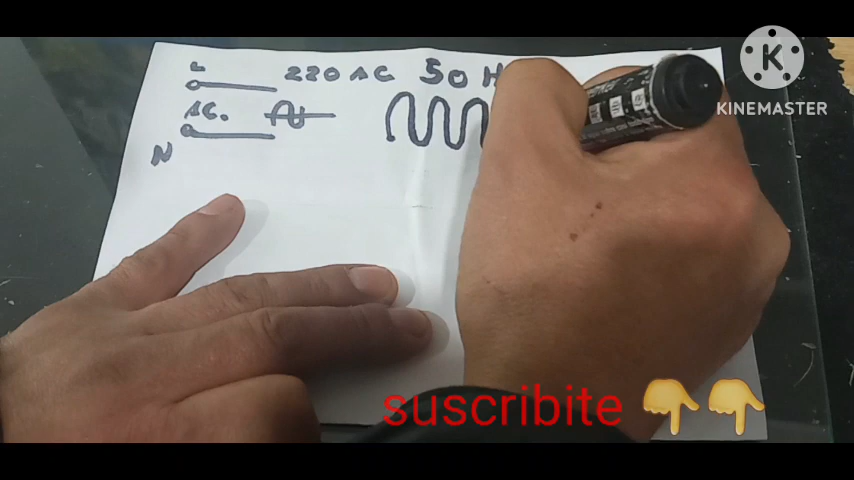 L
220 AC 50 H
AC.
N
KINEMASTER
suscribite